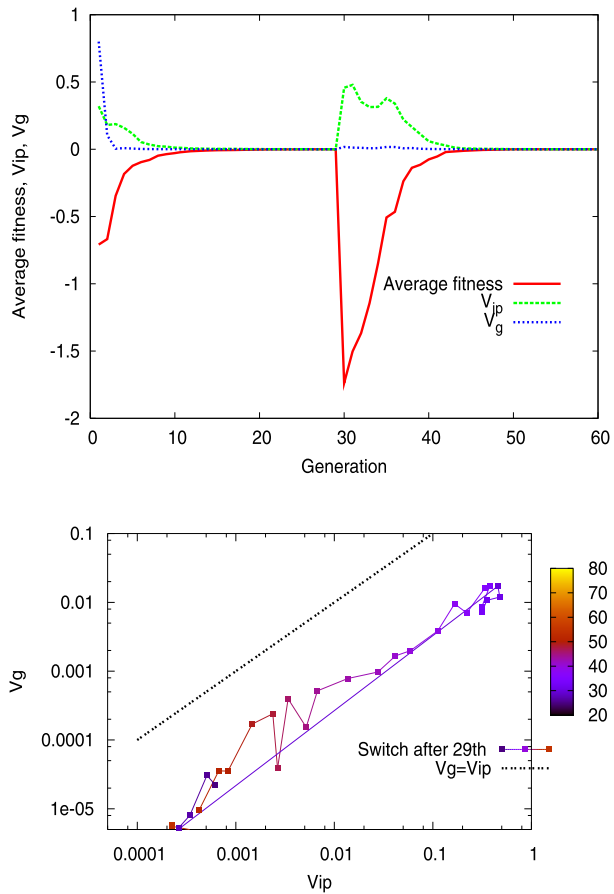 1
0.5
0
-0.5
-1
-1.5
-2
Average fitness, Vip, Vg
Average fitness
Vip
Vg
0 10 20 30 40 50 60
Generation
0.1
0.01
0.001
0.0001
1e-05
Vg
Switch after 29th
Vg=Vip
80
70
60
50
40
30
20
0.0001 0.001 0.01 0.1 1
Vip